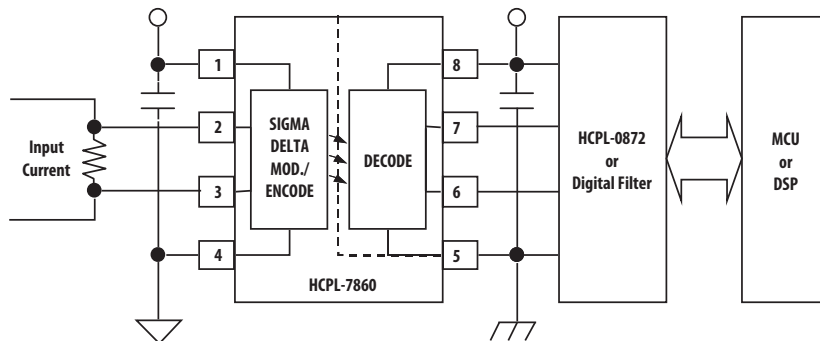 1
8
2
7
3
6
4
5
Input
Current
SIGMA
DELTA
MOD./
ENCODE
DECODE
HCPL-7860
HCPL-0872
or
Digital Filter
MCU
or
DSP